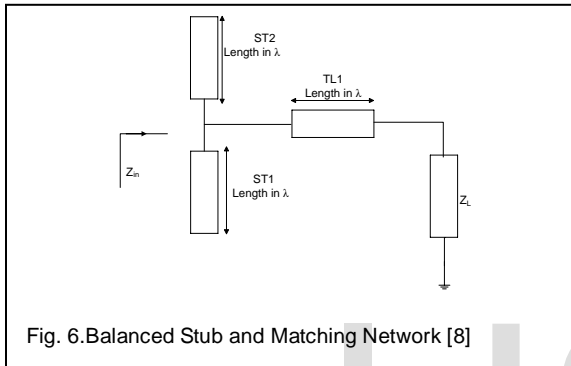 ST2
Length in λ
TL1
Length in λ
Zin
ST1
Length in λ
ZL
Fig. 6.Balanced Stub and Matching Network [8]